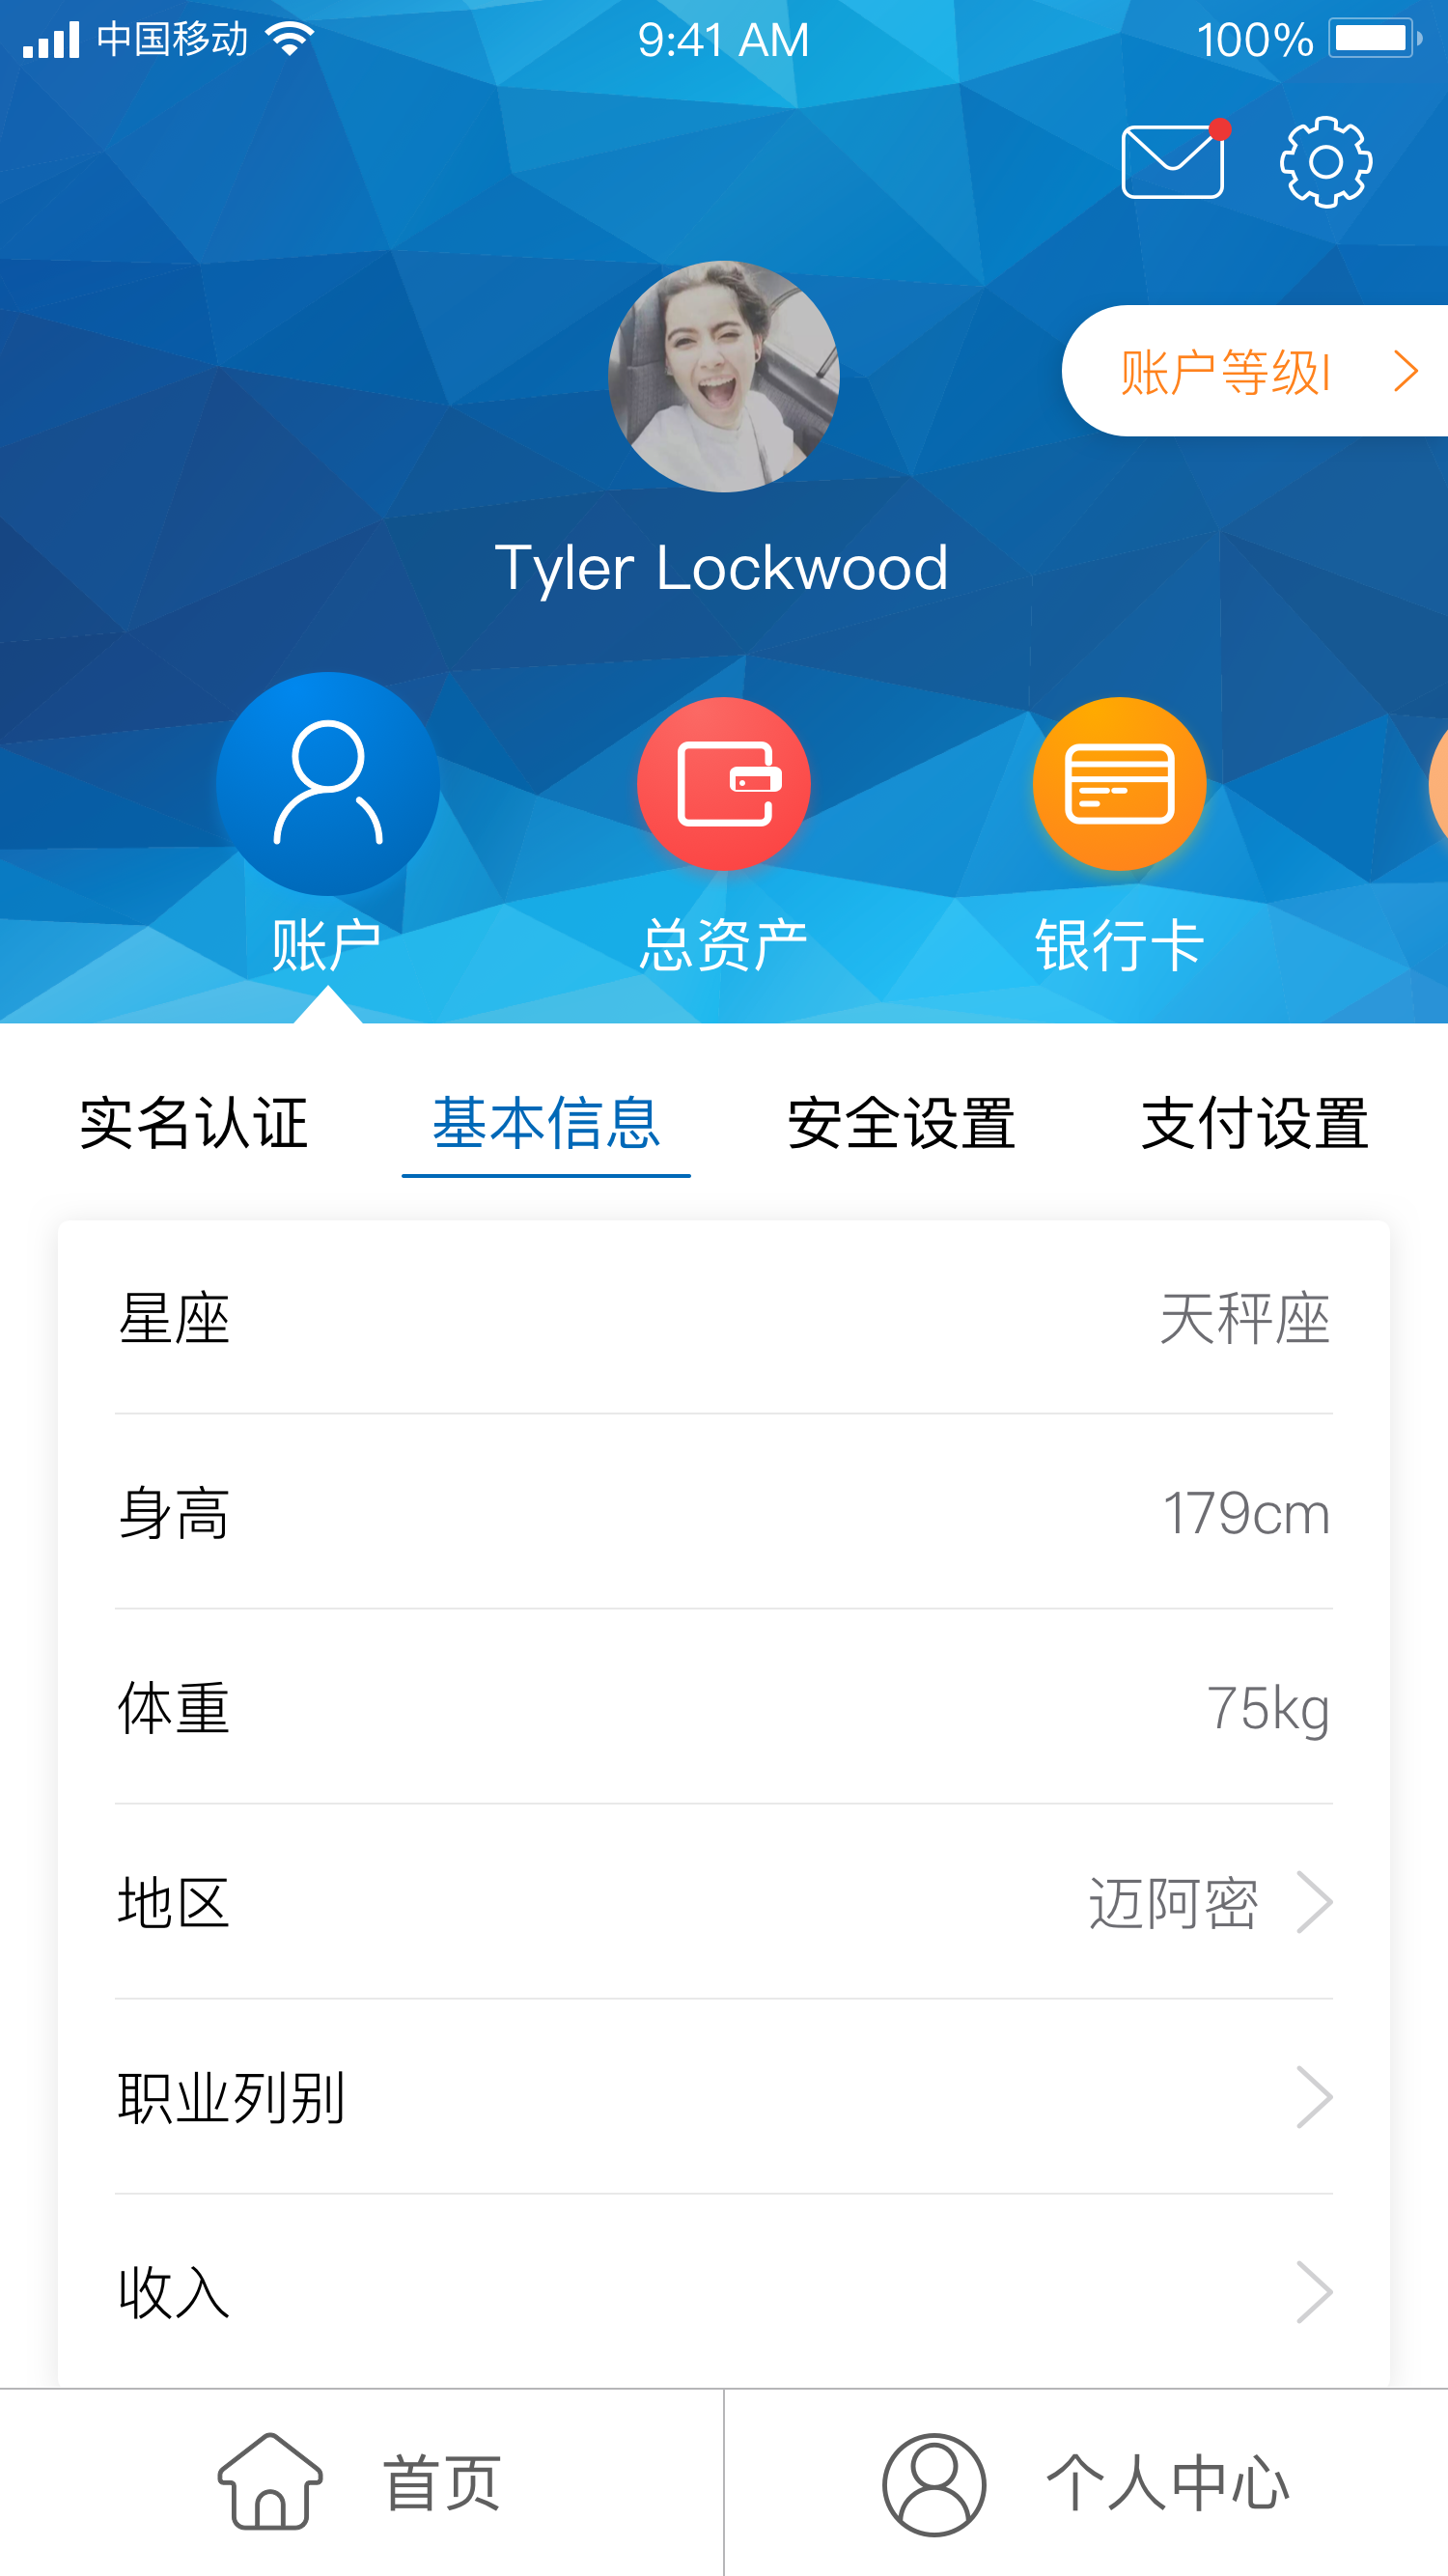 中国移动
9:41 AM
100%
账户等级I
Tyler Lockwood
账户
总资产
银行卡
实名认证
基本信息
安全设置
支付设置
星座
天秤座
身高
179cm
体重
75kg
地区
迈阿密
职业列别
收入
首页
个人中心